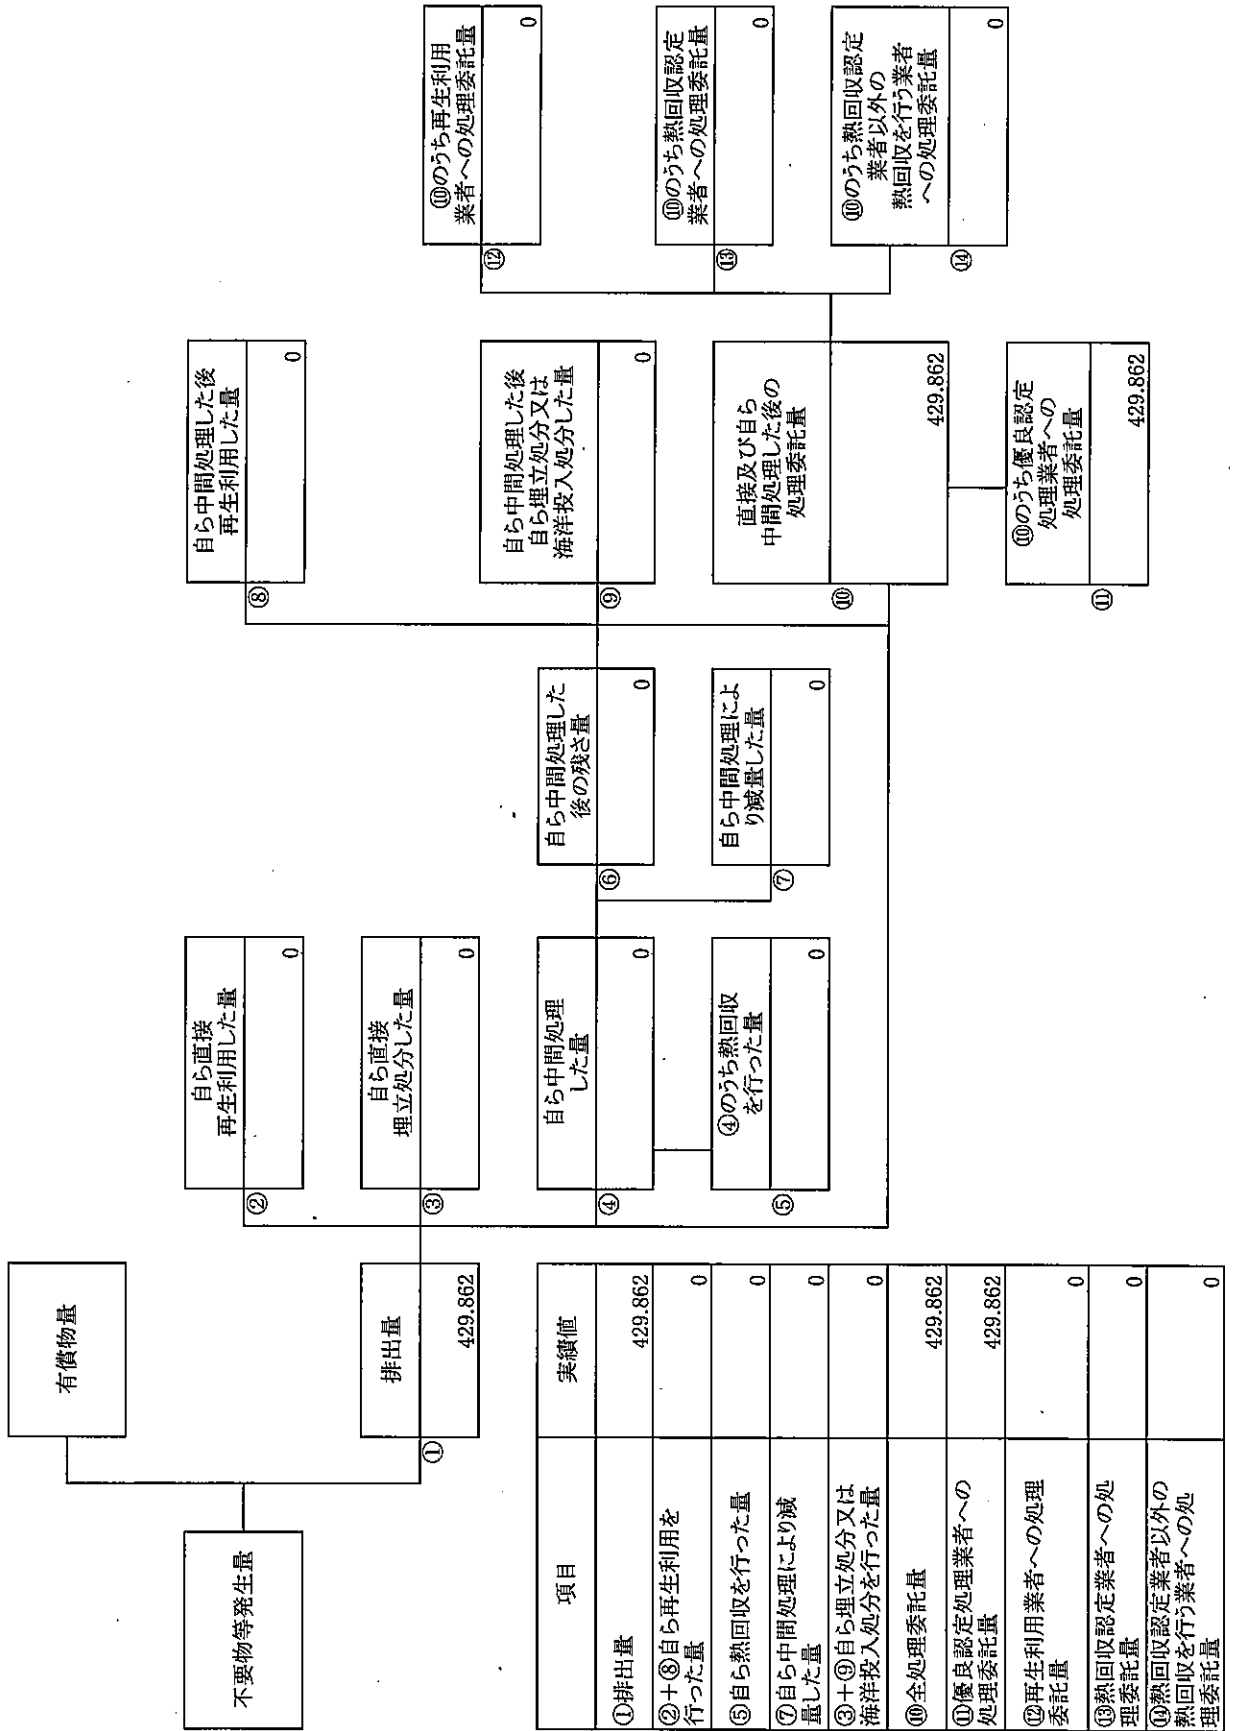 不要物等発生量
有償物量
①
排出量
429.862
②
自ら直接
再生利用した量
0
③
自ら直接
埋立処分した量
0
④
自ら中間処理
した量
0
⑤
④のうち熱回収
を行った量
0
⑥
自ら中間処理した
後の残さ量
0
⑦
自ら中間処理によ
り減量した量
0
⑧
自ら中間処理した後
再生利用した量
0
⑨
自ら中間処理した後
自ら埋立処分又は
海洋投入処分した量
0
⑩
直接及び自ら
中間処理した後の
処理委託量
429.862
⑪
⑩のうち優良認定
処理業者への
処理委託量
429.862
⑫
⑩のうち再生利用
業者への処理委託量
0
⑬
⑩のうち熱回収認定
業者への処理委託量
0
⑭
⑩のうち熱回収認定
業者以外の
熱回収を行う業者
への処理委託量
0
項目 実績値
①排出量 429.862
②+⑧自ら再生利用を
行った量 0
⑤自ら熱回収を行った量 0
⑦自ら中間処理により減
量した量 0
③+⑨自ら埋立処分又は
海洋投入処分を行った量 0
⑩全処理委託量 429.862
⑪優良認定処理業者への
処理委託量 429.862
⑫再生利用業者への処理
委託量 0
⑬熱回収認定業者への処
理委託量 0
⑭熱回収認定業者以外の
熱回収を行う業者への処
理委託量 0